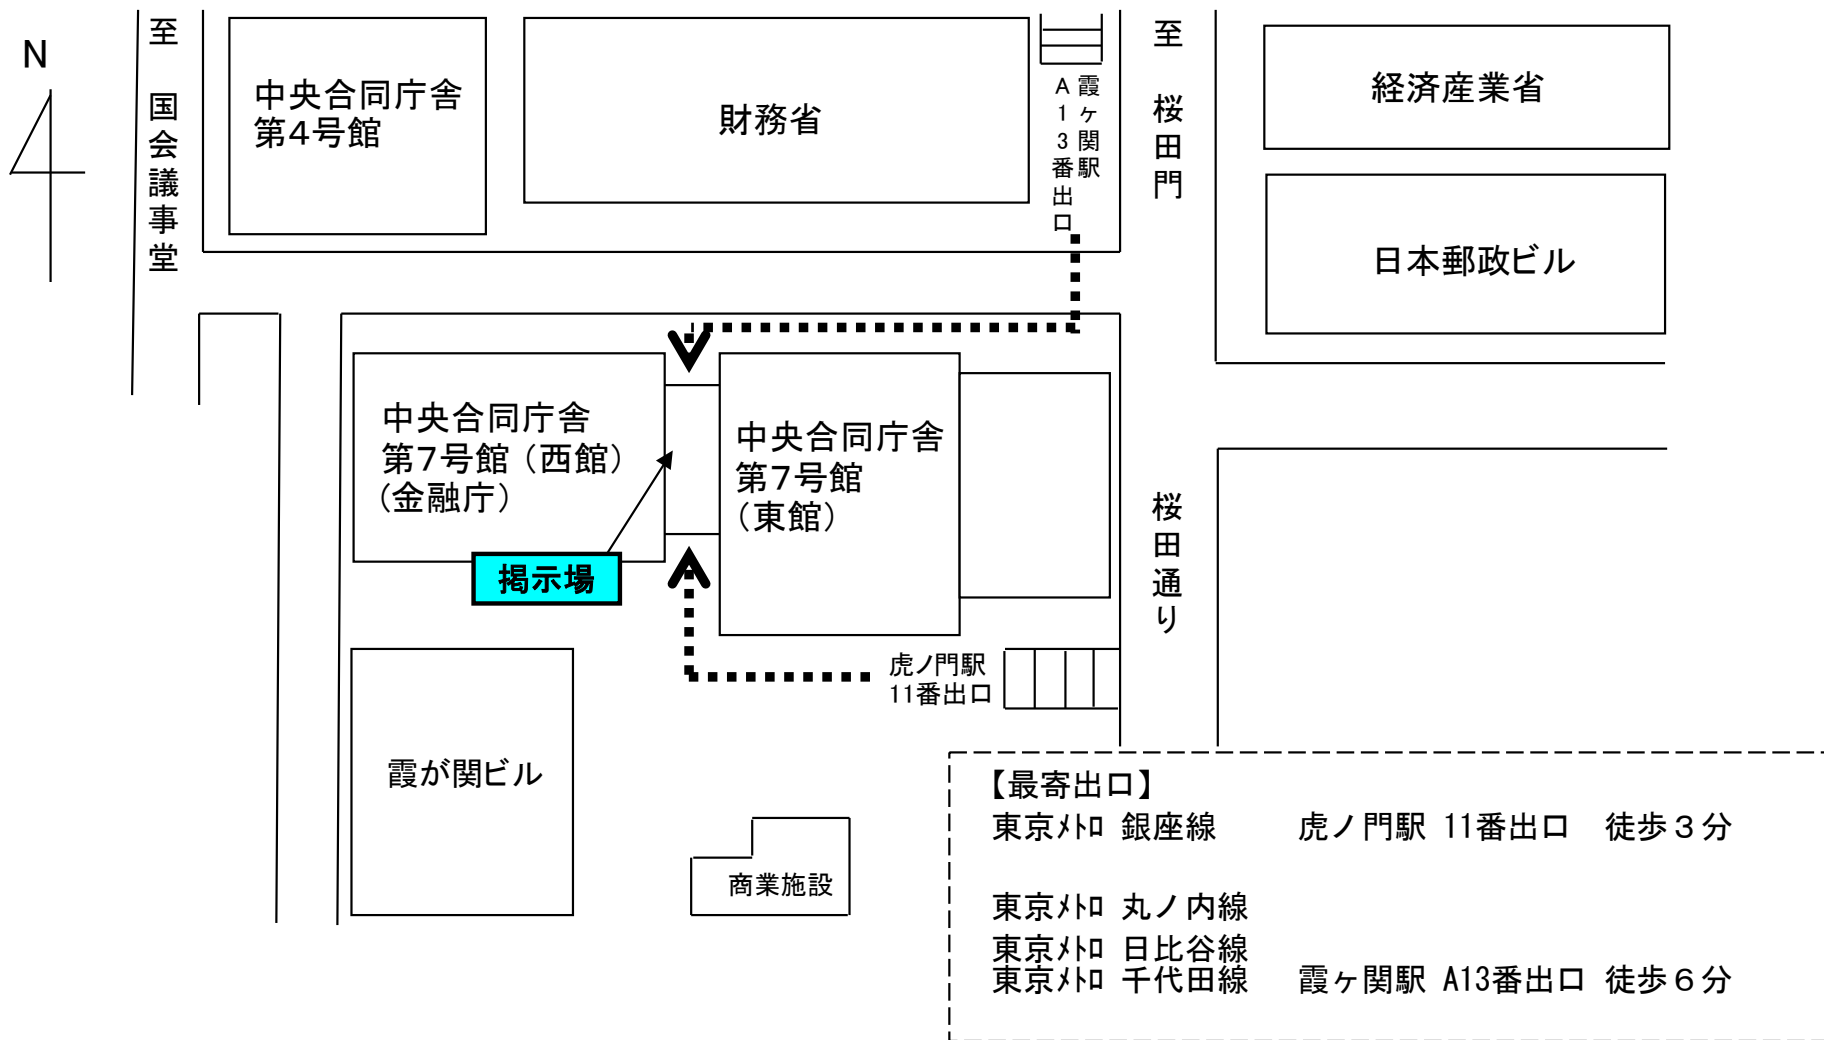 N
至 国会議事堂
中央合同庁舎
第4号館
財務省
霞ヶ関駅
A13番出口
至 桜田門
経済産業省
日本郵政ビル
中央合同庁舎
第7号館（西館）
（金融庁）
中央合同庁舎
第7号館
（東館）
掲示場
桜田通り
虎ノ門駅
11番出口
霞が関ビル
商業施設
【最寄出口】
東京ﾒﾄﾛ 銀座線 虎ノ門駅 11番出口 徒歩３分
東京ﾒﾄﾛ 丸ノ内線
東京ﾒﾄﾛ 日比谷線
東京ﾒﾄﾛ 千代田線 霞ヶ関駅 A13番出口 徒歩６分